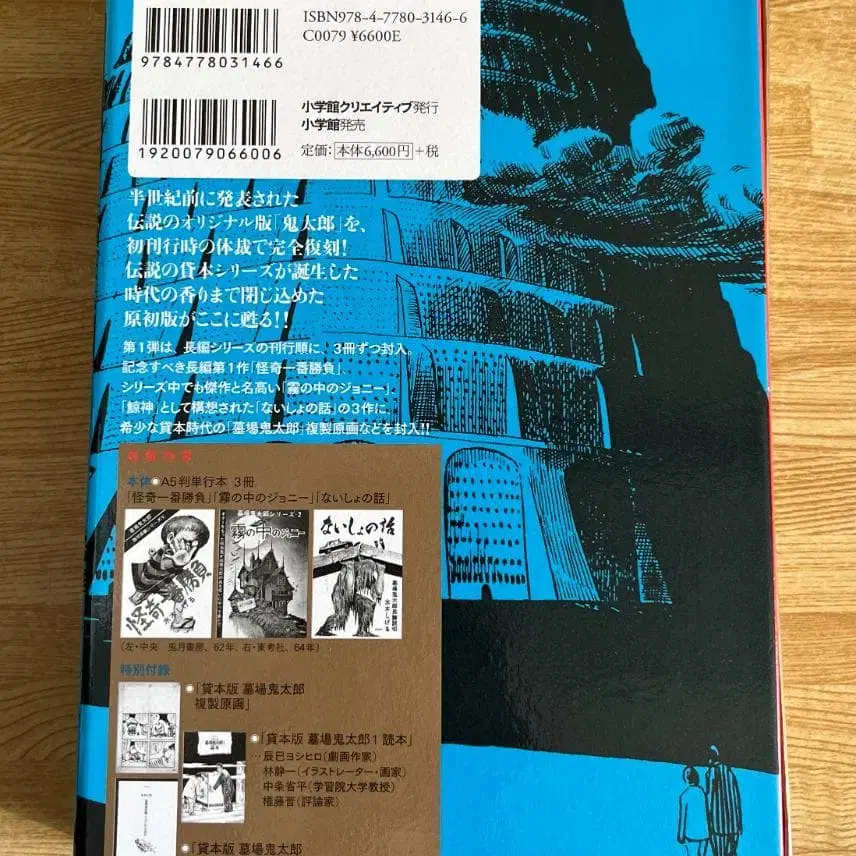 ISBN978-4-7780-3146-6
C0079 ¥6600E
9784778031466
小学館クリエイティブ発行
小学館発売
1920079066006
定価:本体6,600円+税
半世紀前に発表された
伝説のオリジナル版「鬼太郎」を、
初刊行時の体裁で完全復刻!
伝説の貸本シリーズが誕生した
時代の香りまで閉じ込めた
原初版がここに甦る!!
第1弾は、長編シリーズの刊行順に、3冊ずつ封入。
記念すべき長編第1作「怪奇一番勝負」、
シリーズ中でも傑作と名高い「霧の中のジョニー」、
「鯨神」として構想された「ないしょの話」の3作に、
希少な貸本時代の「墓場鬼太郎」複製原画などを封入!!
本体●A5判単行本 3冊
「怪奇一番勝負」「霧の中のジョニー」「ないしょの話」
怪奇一番勝負
墓場鬼太郎シリーズ・2
霧の中のジョニー
ないしょの話
水木しげる
(左・中央 兎月書房、62年、右・東考社、64年)
特別付録
●「貸本版 墓場鬼太郎
複製原画」
●「貸本版 墓場鬼太郎1 読本」
…辰巳ヨシヒロ(劇画作家)
林静一(イラストレーター・画家)
中条省平(学習院大学教授)
権藤晋(評論家)
●「貸本版 墓場鬼太郎